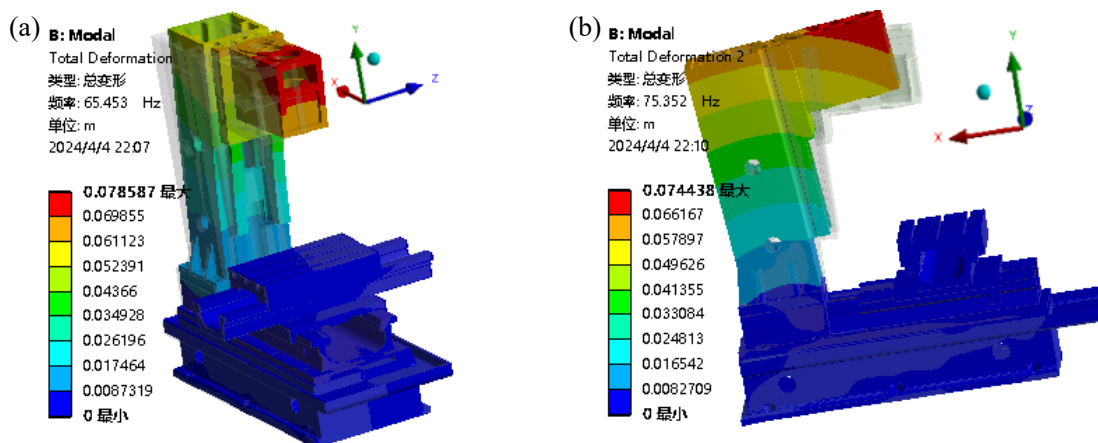 (a)
B: Modal
Total Deformation
类型: 总变形
频率: 65.453 Hz
单位: m
2024/4/4 22:07
0.078587 最大
0.069855
0.061123
0.052391
0.04366
0.034928
0.026196
0.017464
0.0087319
0 最小
Y
X
Z
(b)
B: Modal
Total Deformation 2
类型: 总变形
频率: 75.352 Hz
单位: m
2024/4/4 22:10
0.074438 最大
0.066167
0.057897
0.049626
0.041355
0.033084
0.024813
0.016542
0.0082709
0 最小
Y
X
Z